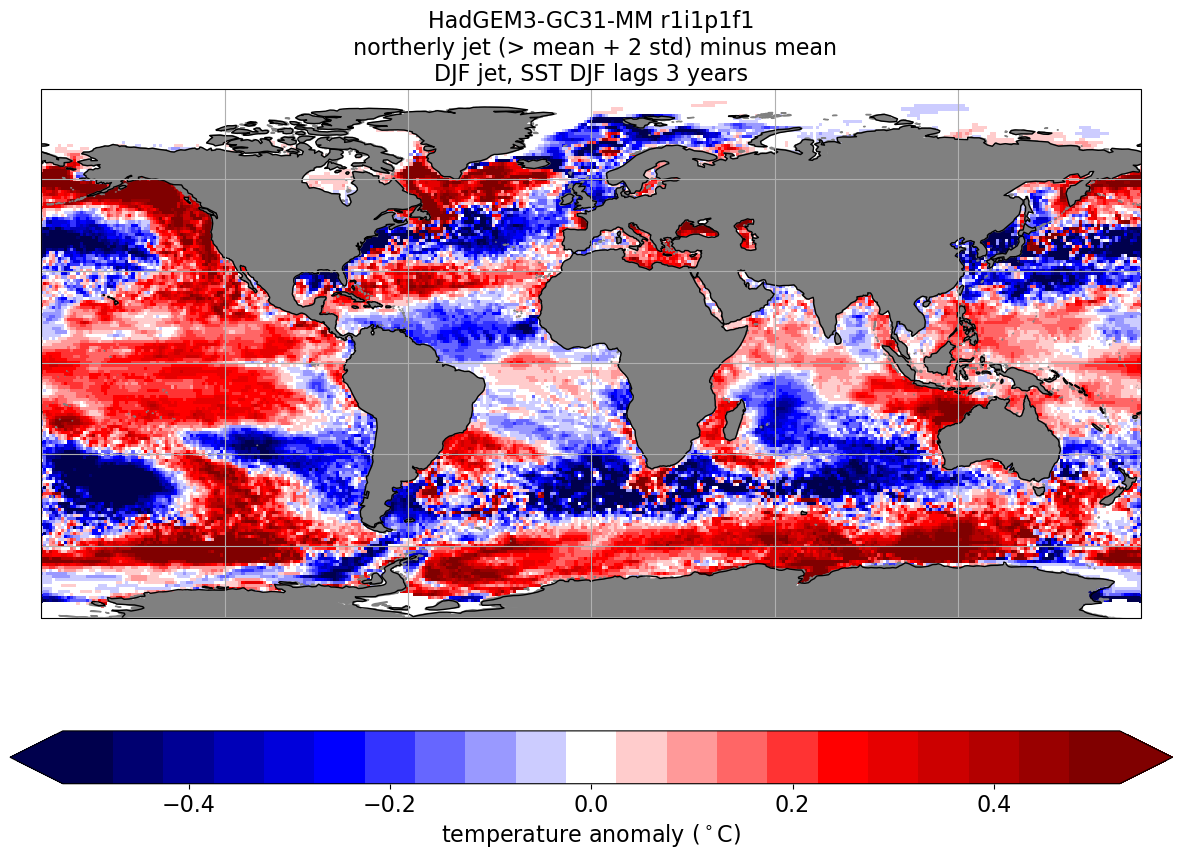 HadGEM3-GC31-MM r1i1p1f1
northerly jet (> mean + 2 std) minus mean
DJF jet, SST DJF lags 3 years
−0.4 −0.2 0.0 0.2 0.4
temperature anomaly (°C)